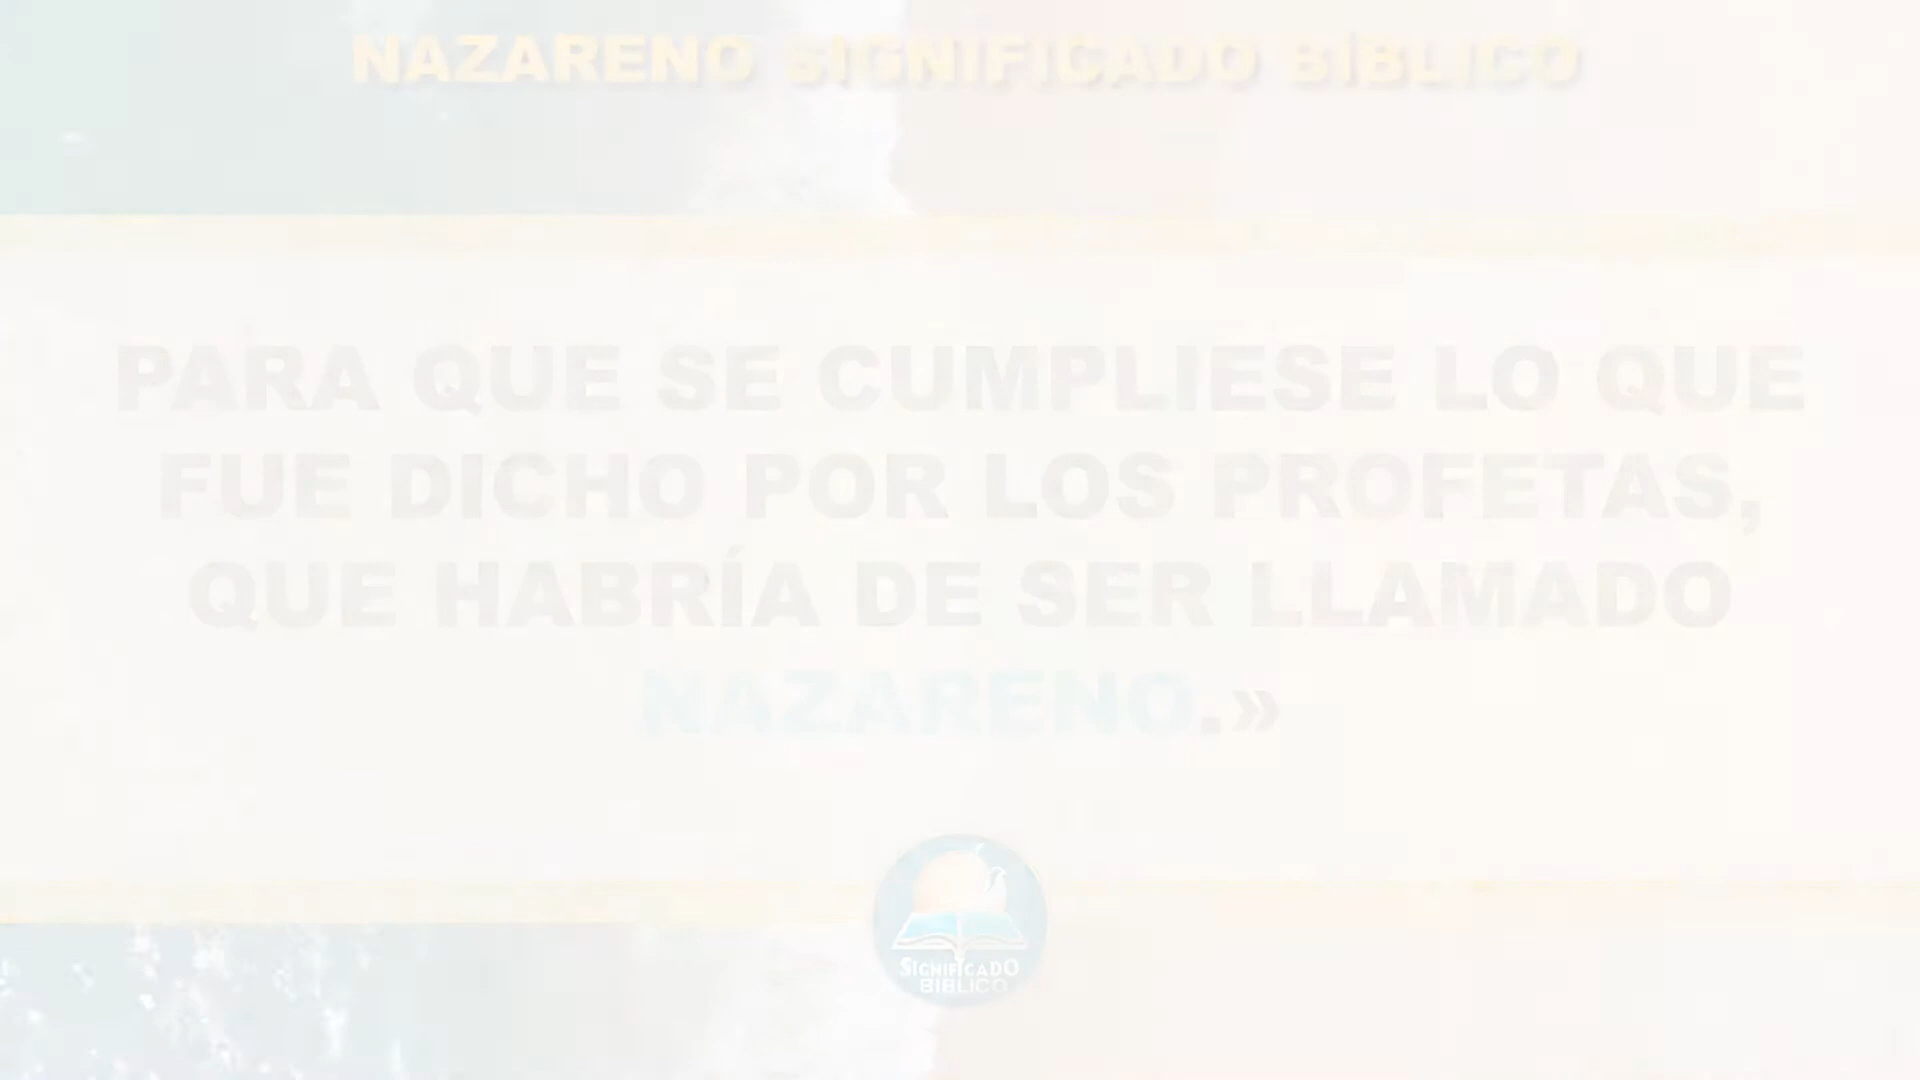 NAZARENO SIGNIFICADO BÍBLICO
PARA QUE SE CUMPLIESE LO QUE
FUE DICHO POR LOS PROFETAS,
QUE HABRÍA DE SER LLAMADO
NAZARENO.»
SIGNIFICADO
BÍBLICO